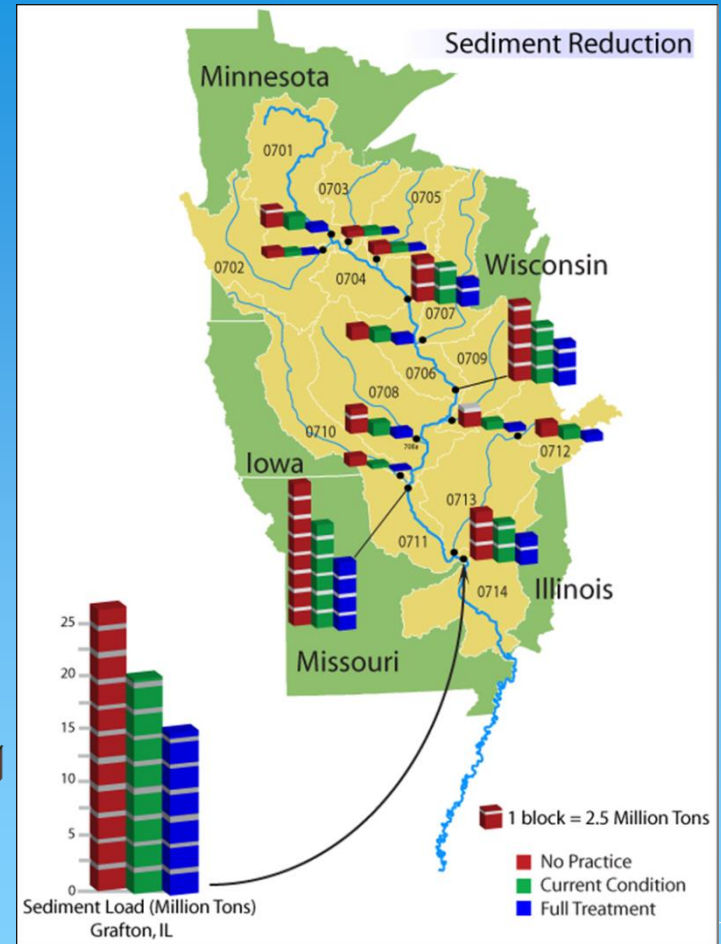 Sediment Reduction
Minnesota
0701
0703
0705
0702
0704
Wisconsin
0707
0709
0706
0708
0710
708a
0712
Iowa
0713
0711
0714
Illinois
Missouri
25
20
15
10
5
0
1 block = 2.5 Million Tons
No Practice
Current Condition
Full Treatment
Sediment Load (Million Tons)
Grafton, IL